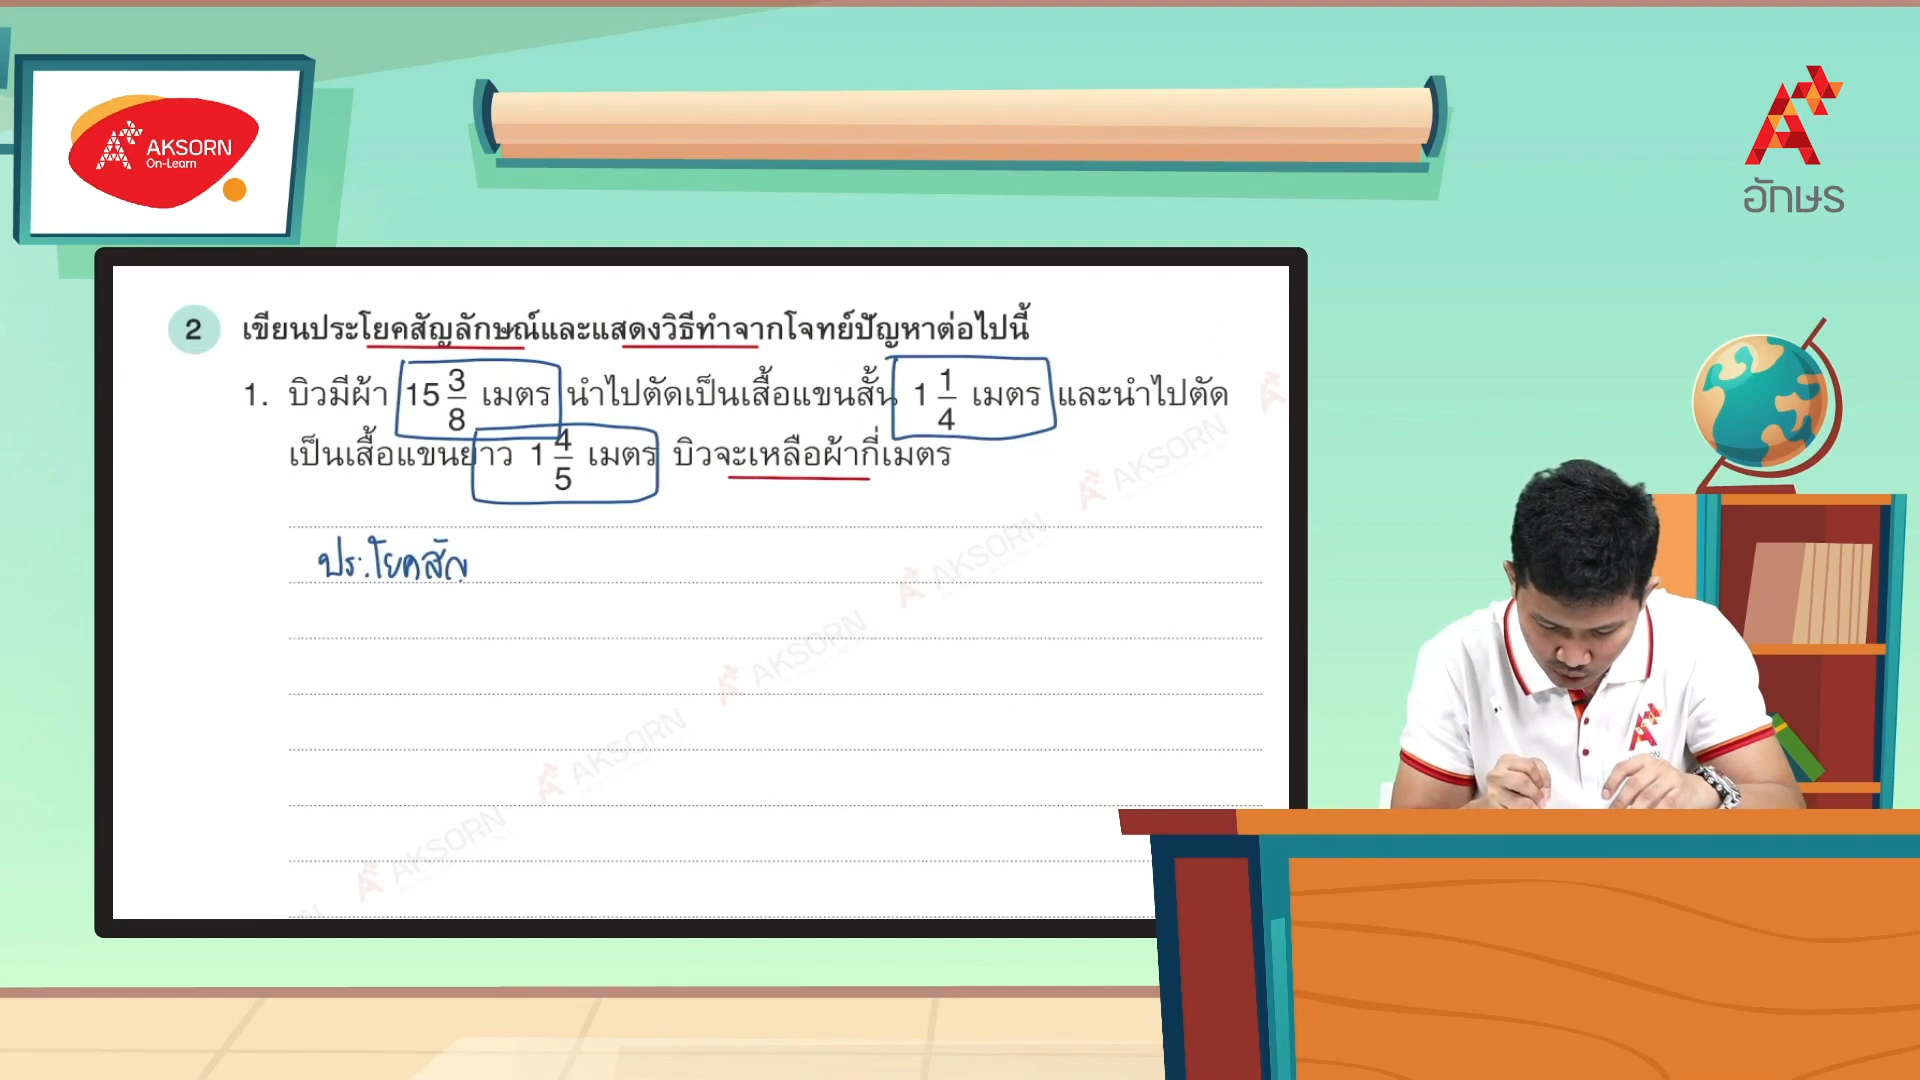 AKSORN
On-Learn
อักษร
2 เขียนประโยคสัญลักษณ์และแสดงวิธีทำจากโจทย์ปัญหาต่อไปนี้
1. บิวมีผ้า 15 3/8 เมตร นำไปตัดเป็นเสื้อแขนสั้น 1 1/4 เมตร และนำไปตัด
เป็นเสื้อแขนยาว 1 4/5 เมตร บิวจะเหลือผ้ากี่เมตร
ประโยคสัญ
AKSORN
AKSORN
AKSORN
AKSORN
AKSORN